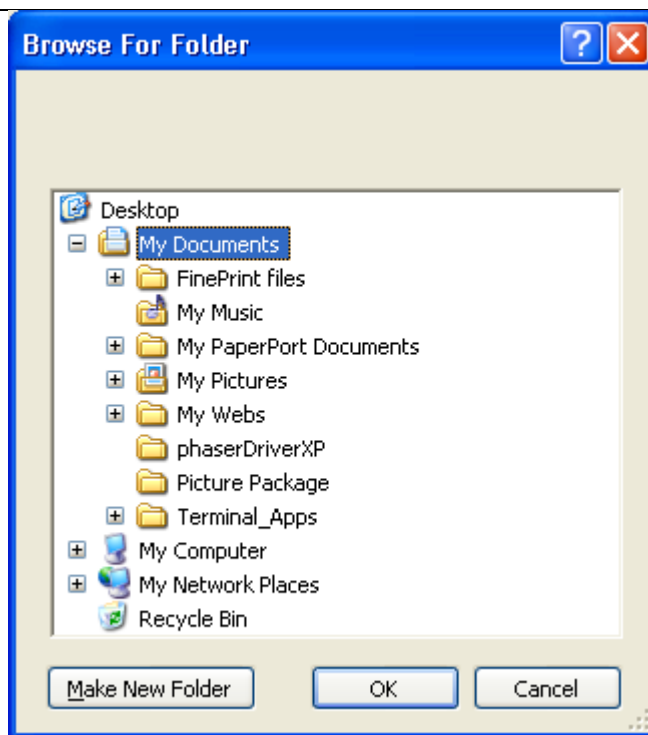 Browse For Folder
Desktop
My Documents
FinePrint files
My Music
My PaperPort Documents
My Pictures
My Webs
phaserDriverXP
Picture Package
Terminal_Apps
My Computer
My Network Places
Recycle Bin
Make New Folder OK Cancel